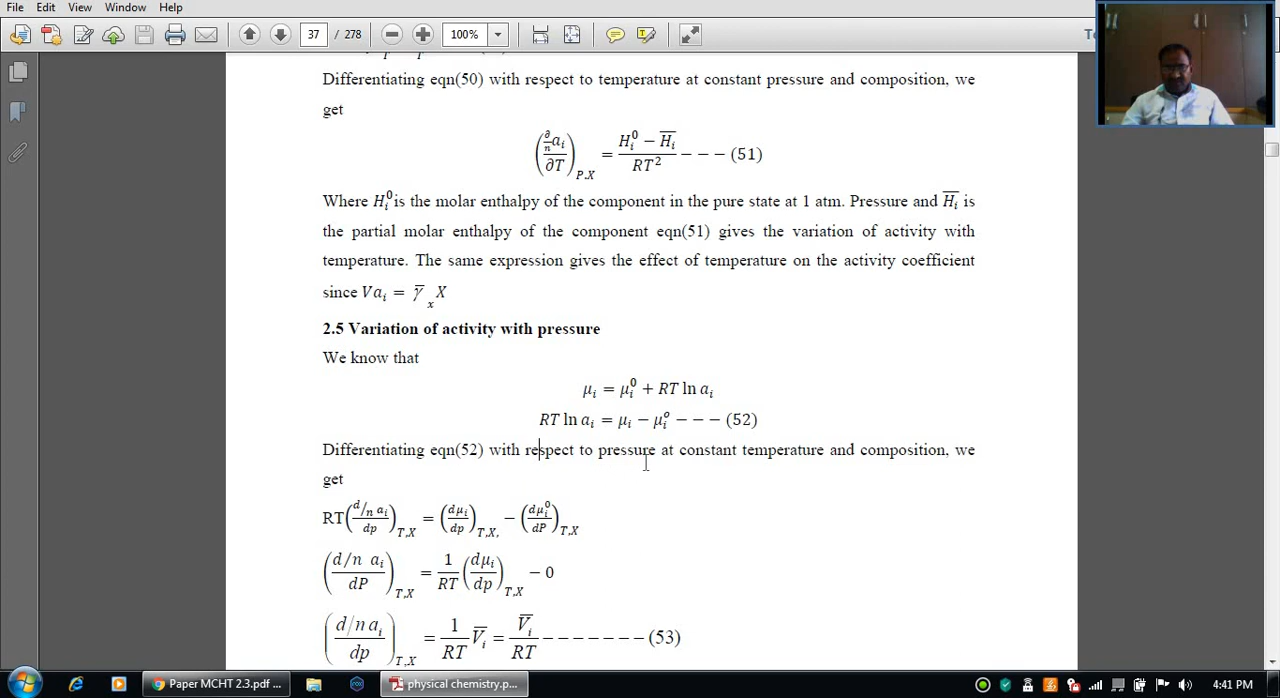 File Edit View Window Help
37 / 278 100%
Differentiating eqn(50) with respect to temperature at constant pressure and composition, we
get
(∂/n aᵢ / ∂T)P.X = Hᵢ⁰ − H̅ᵢ / RT² − − − (51)
Where Hᵢ⁰is the molar enthalpy of the component in the pure state at 1 atm. Pressure and H̅ᵢ is
the partial molar enthalpy of the component eqn(51) gives the variation of activity with
temperature. The same expression gives the effect of temperature on the activity coefficient
since Vaᵢ = γ̅ₓ X
2.5 Variation of activity with pressure
We know that
μᵢ = μᵢ⁰ + RT ln aᵢ
RT ln aᵢ = μᵢ − μᵢᵒ − − − (52)
Differentiating eqn(52) with respect to pressure at constant temperature and composition, we
get
RT(d/n aᵢ / dp)T,X = (dμᵢ / dp)T,X, − (dμᵢ⁰ / dP)T,X
(d/n aᵢ / dP)T,X = 1/RT (dμᵢ / dp)T,X − 0
(d/n aᵢ / dp)T,X = 1/RT V̅ᵢ = V̅ᵢ/RT − − − − − − − (53)
Paper MCHT 2.3.pdf ... physical chemistry.p... 4:41 PM